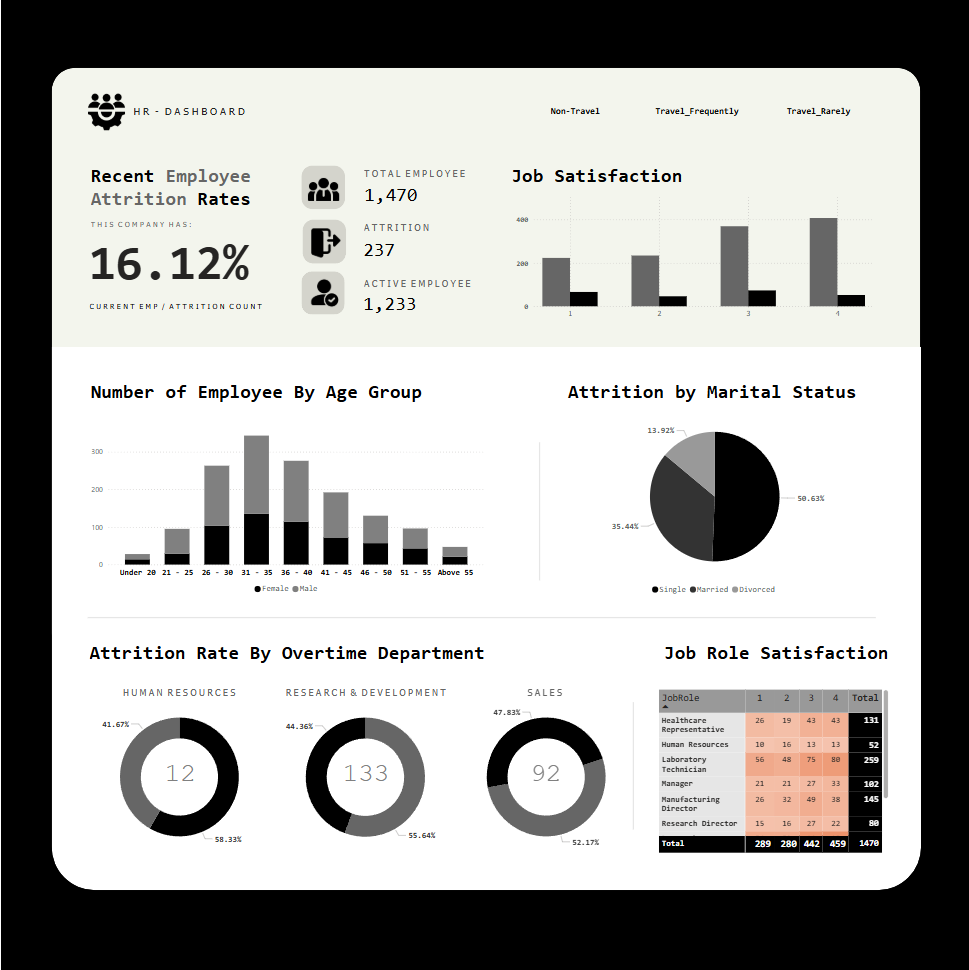 HR - DASHBOARD
Non-Travel
Travel_Frequently
Travel_Rarely
Recent Employee
Attrition Rates
THIS COMPANY HAS:
16.12%
CURRENT EMP / ATTRITION COUNT
TOTAL EMPLOYEE
1,470
ATTRITION
237
ACTIVE EMPLOYEE
1,233
Job Satisfaction
400
200
0
1 2 3 4
Number of Employee By Age Group
300
200
100
0
Under 20 21 - 25 26 - 30 31 - 35 36 - 40 41 - 45 46 - 50 51 - 55 Above 55
Female Male
Attrition by Marital Status
13.92%
50.63%
35.44%
Single Married Divorced
Attrition Rate By Overtime Department
HUMAN RESOURCES
41.67%
12
58.33%
RESEARCH & DEVELOPMENT
44.36%
133
55.64%
SALES
47.83%
92
52.17%
Job Role Satisfaction
JobRole 1 2 3 4 Total
Healthcare 26 19 43 43 131
Representative
Human Resources 10 16 13 13 52
Laboratory 56 48 75 80 259
Technician
Manager 21 21 27 33 102
Manufacturing 26 32 49 38 145
Director
Research Director 15 16 27 22 80
Total 289 280 442 459 1470